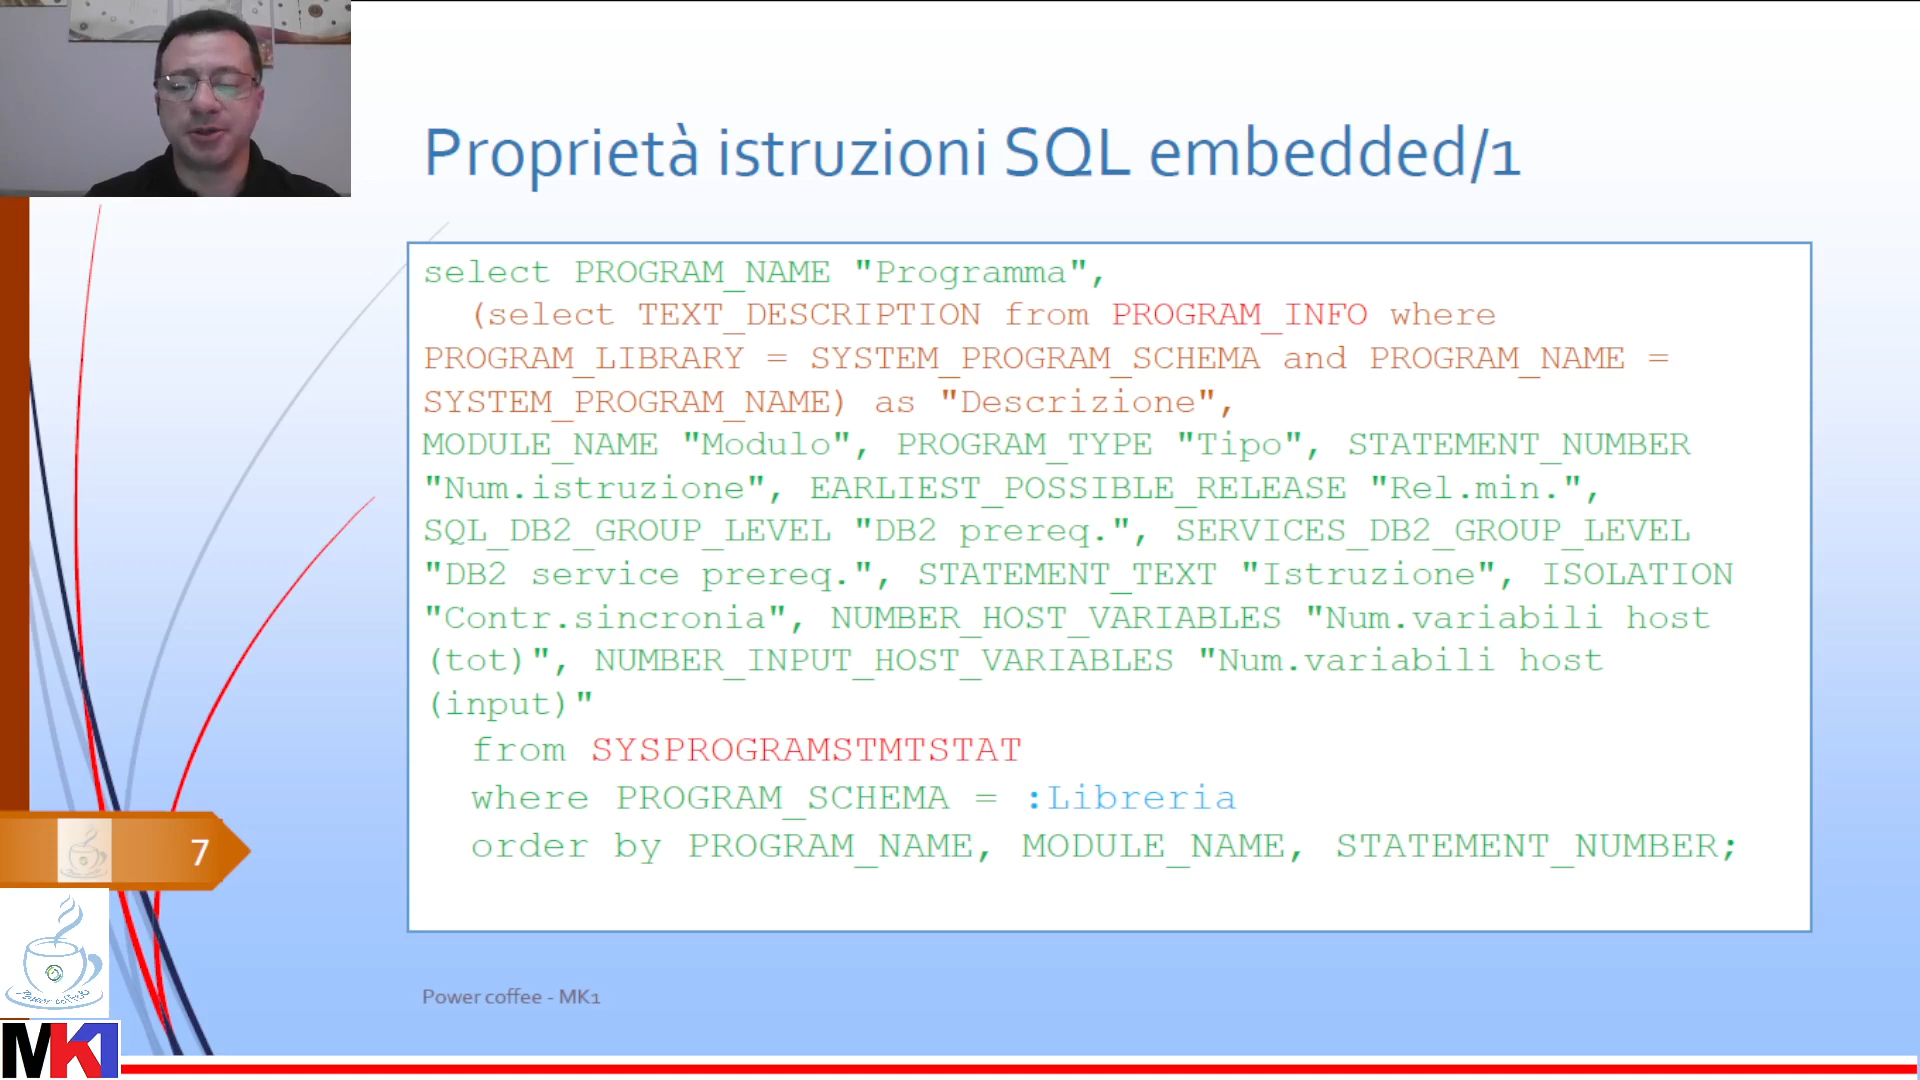 Proprietà istruzioni SQL embedded/1
select PROGRAM_NAME "Programma",
(select TEXT_DESCRIPTION from PROGRAM_INFO where
PROGRAM_LIBRARY = SYSTEM_PROGRAM_SCHEMA and PROGRAM_NAME =
SYSTEM_PROGRAM_NAME) as "Descrizione",
MODULE_NAME "Modulo", PROGRAM_TYPE "Tipo", STATEMENT_NUMBER
"Num.istruzione", EARLIEST_POSSIBLE_RELEASE "Rel.min.",
SQL_DB2_GROUP_LEVEL "DB2 prereq.", SERVICES_DB2_GROUP_LEVEL
"DB2 service prereq.", STATEMENT_TEXT "Istruzione", ISOLATION
"Contr.sincronia", NUMBER_HOST_VARIABLES "Num.variabili host
(tot)", NUMBER_INPUT_HOST_VARIABLES "Num.variabili host
(input)"
from SYSPROGRAMSTMTSTAT
where PROGRAM_SCHEMA = :Libreria
order by PROGRAM_NAME, MODULE_NAME, STATEMENT_NUMBER;
7
Power coffee
Power coffee - MK1
MK1